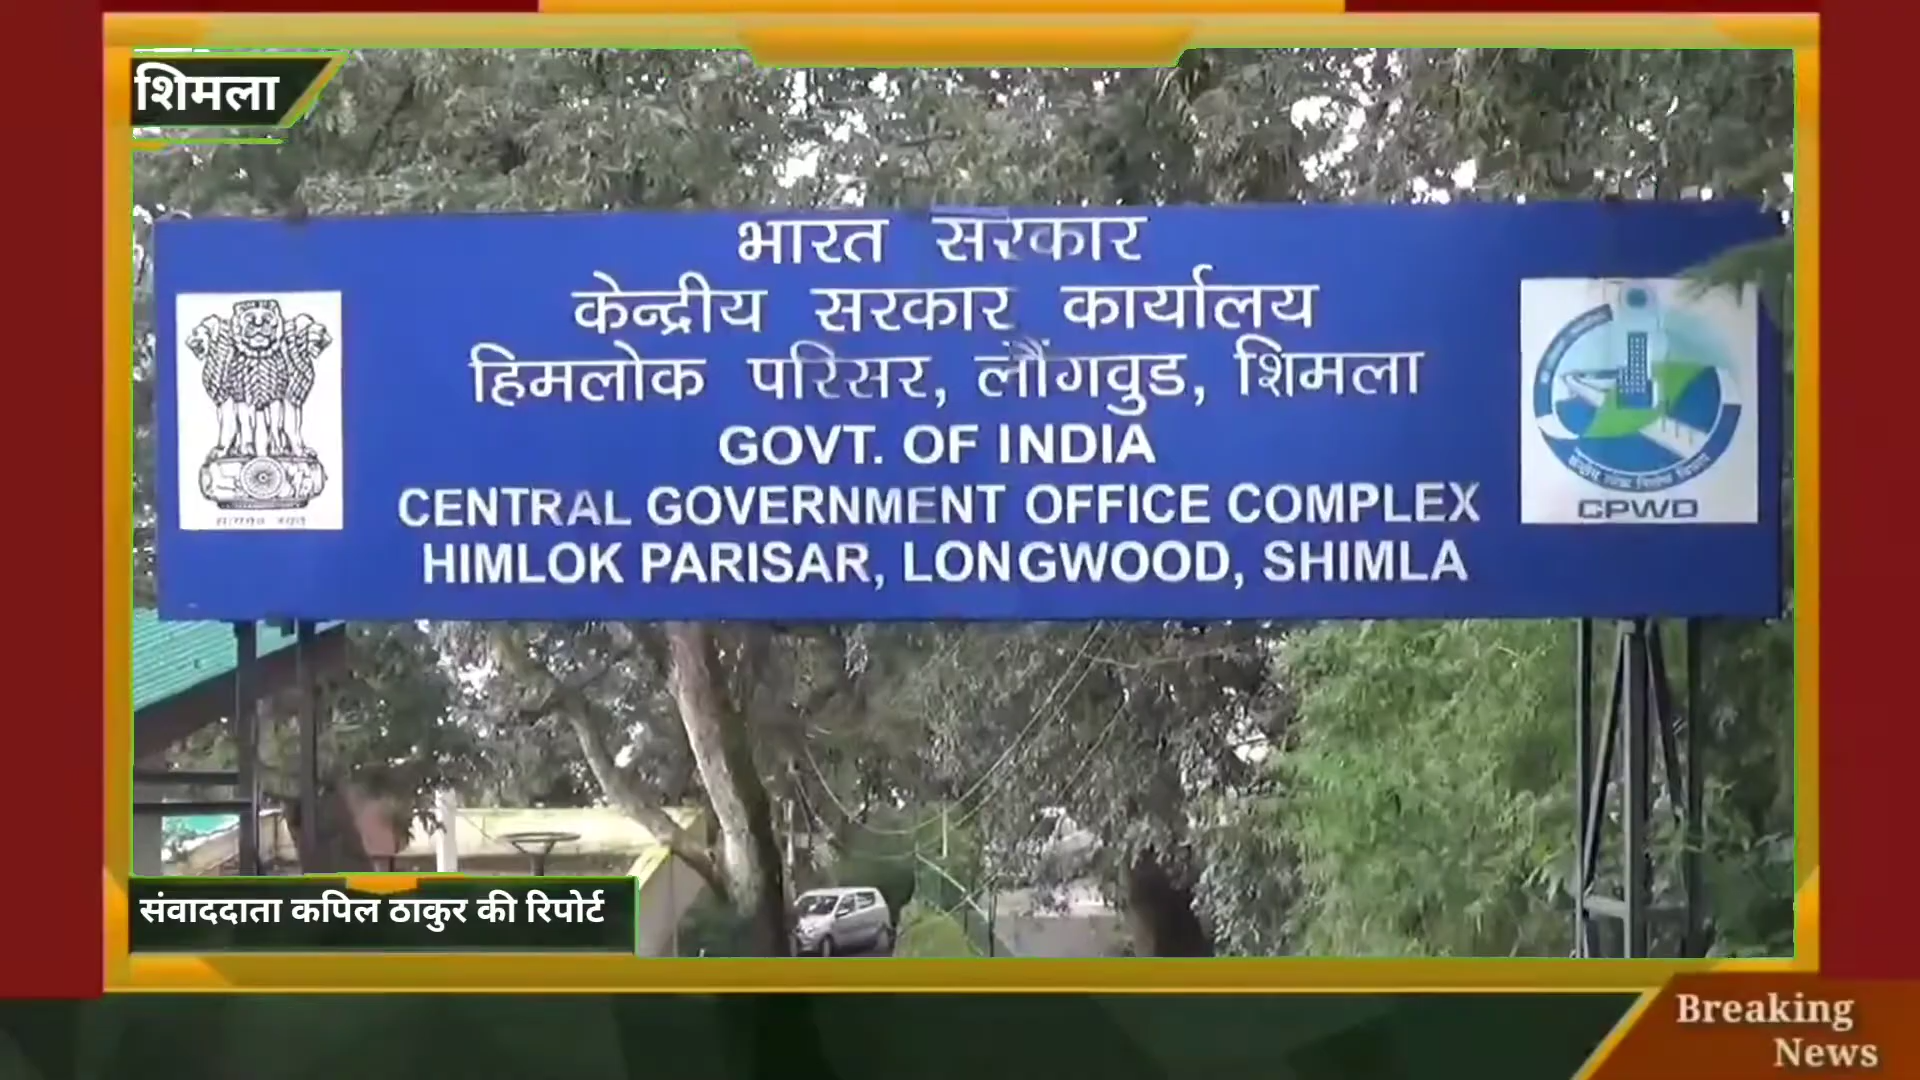 शिमला
भारत सरकार
केन्द्रीय सरकार कार्यालय
हिमलोक परिसर, लौंगवुड, शिमला
GOVT. OF INDIA
CENTRAL GOVERNMENT OFFICE COMPLEX
HIMLOK PARISAR, LONGWOOD, SHIMLA
CPWD
संवाददाता कपिल ठाकुर की रिपोर्ट
Breaking
News